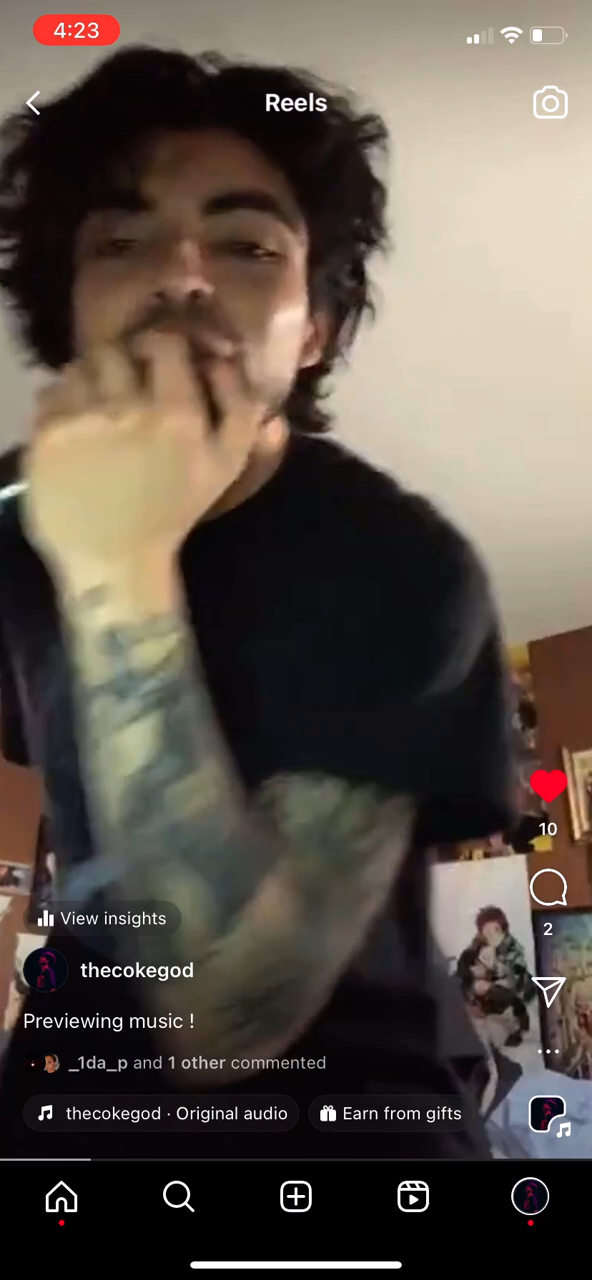 4:23
Reels
10
2
View insights
thecokegod
Previewing music !
_1da_p and 1 other commented
thecokegod · Original audio
Earn from gifts